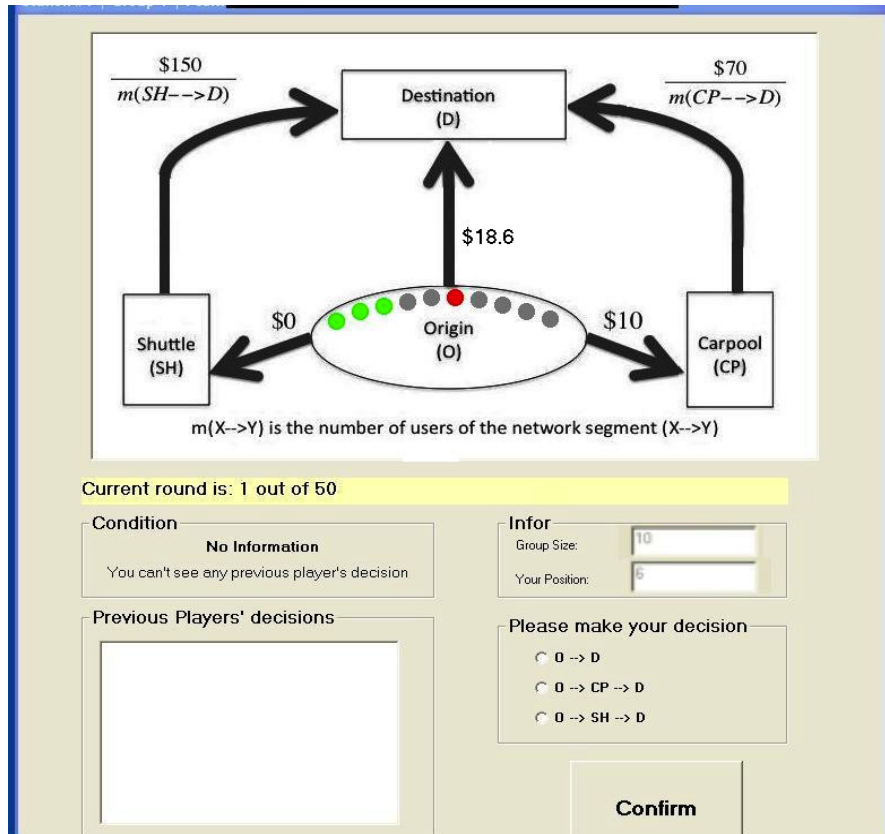 $150
m(SH-->D)
$70
m(CP-->D)
Destination
(D)
$18.6
$0
Origin
(O)
$10
Shuttle
(SH)
Carpool
(CP)
m(X-->Y) is the number of users of the network segment (X-->Y)
Current round is: 1 out of 50
Condition
No Information
You can't see any previous player's decision
Infor
Group Size: 10
Your Position: 6
Previous Players' decisions
Please make your decision
O --> D
O --> CP --> D
O --> SH --> D
Confirm